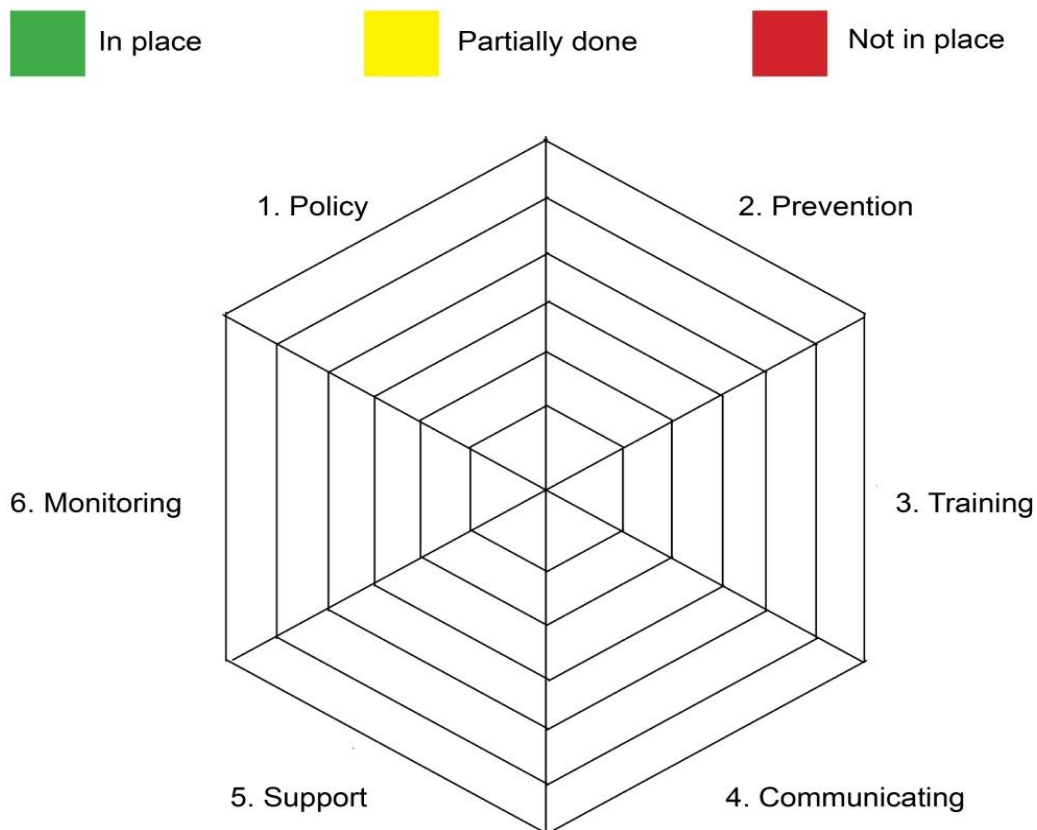 In place
Partially done
Not in place
1. Policy
2. Prevention
6. Monitoring
3. Training
5. Support
4. Communicating